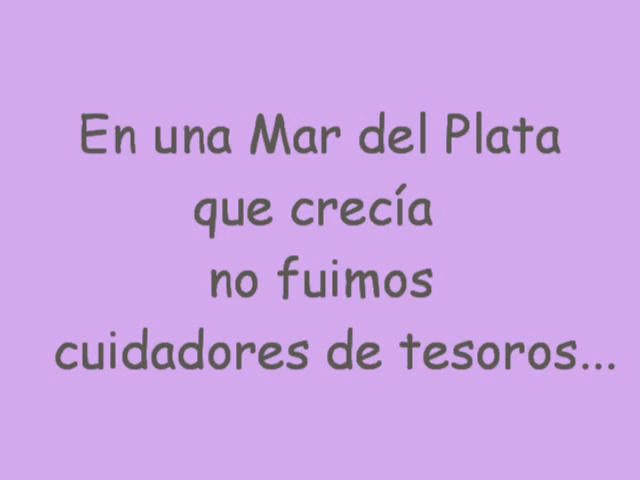 En una Mar del Plata
que crecía
no fuimos
cuidadores de tesoros...